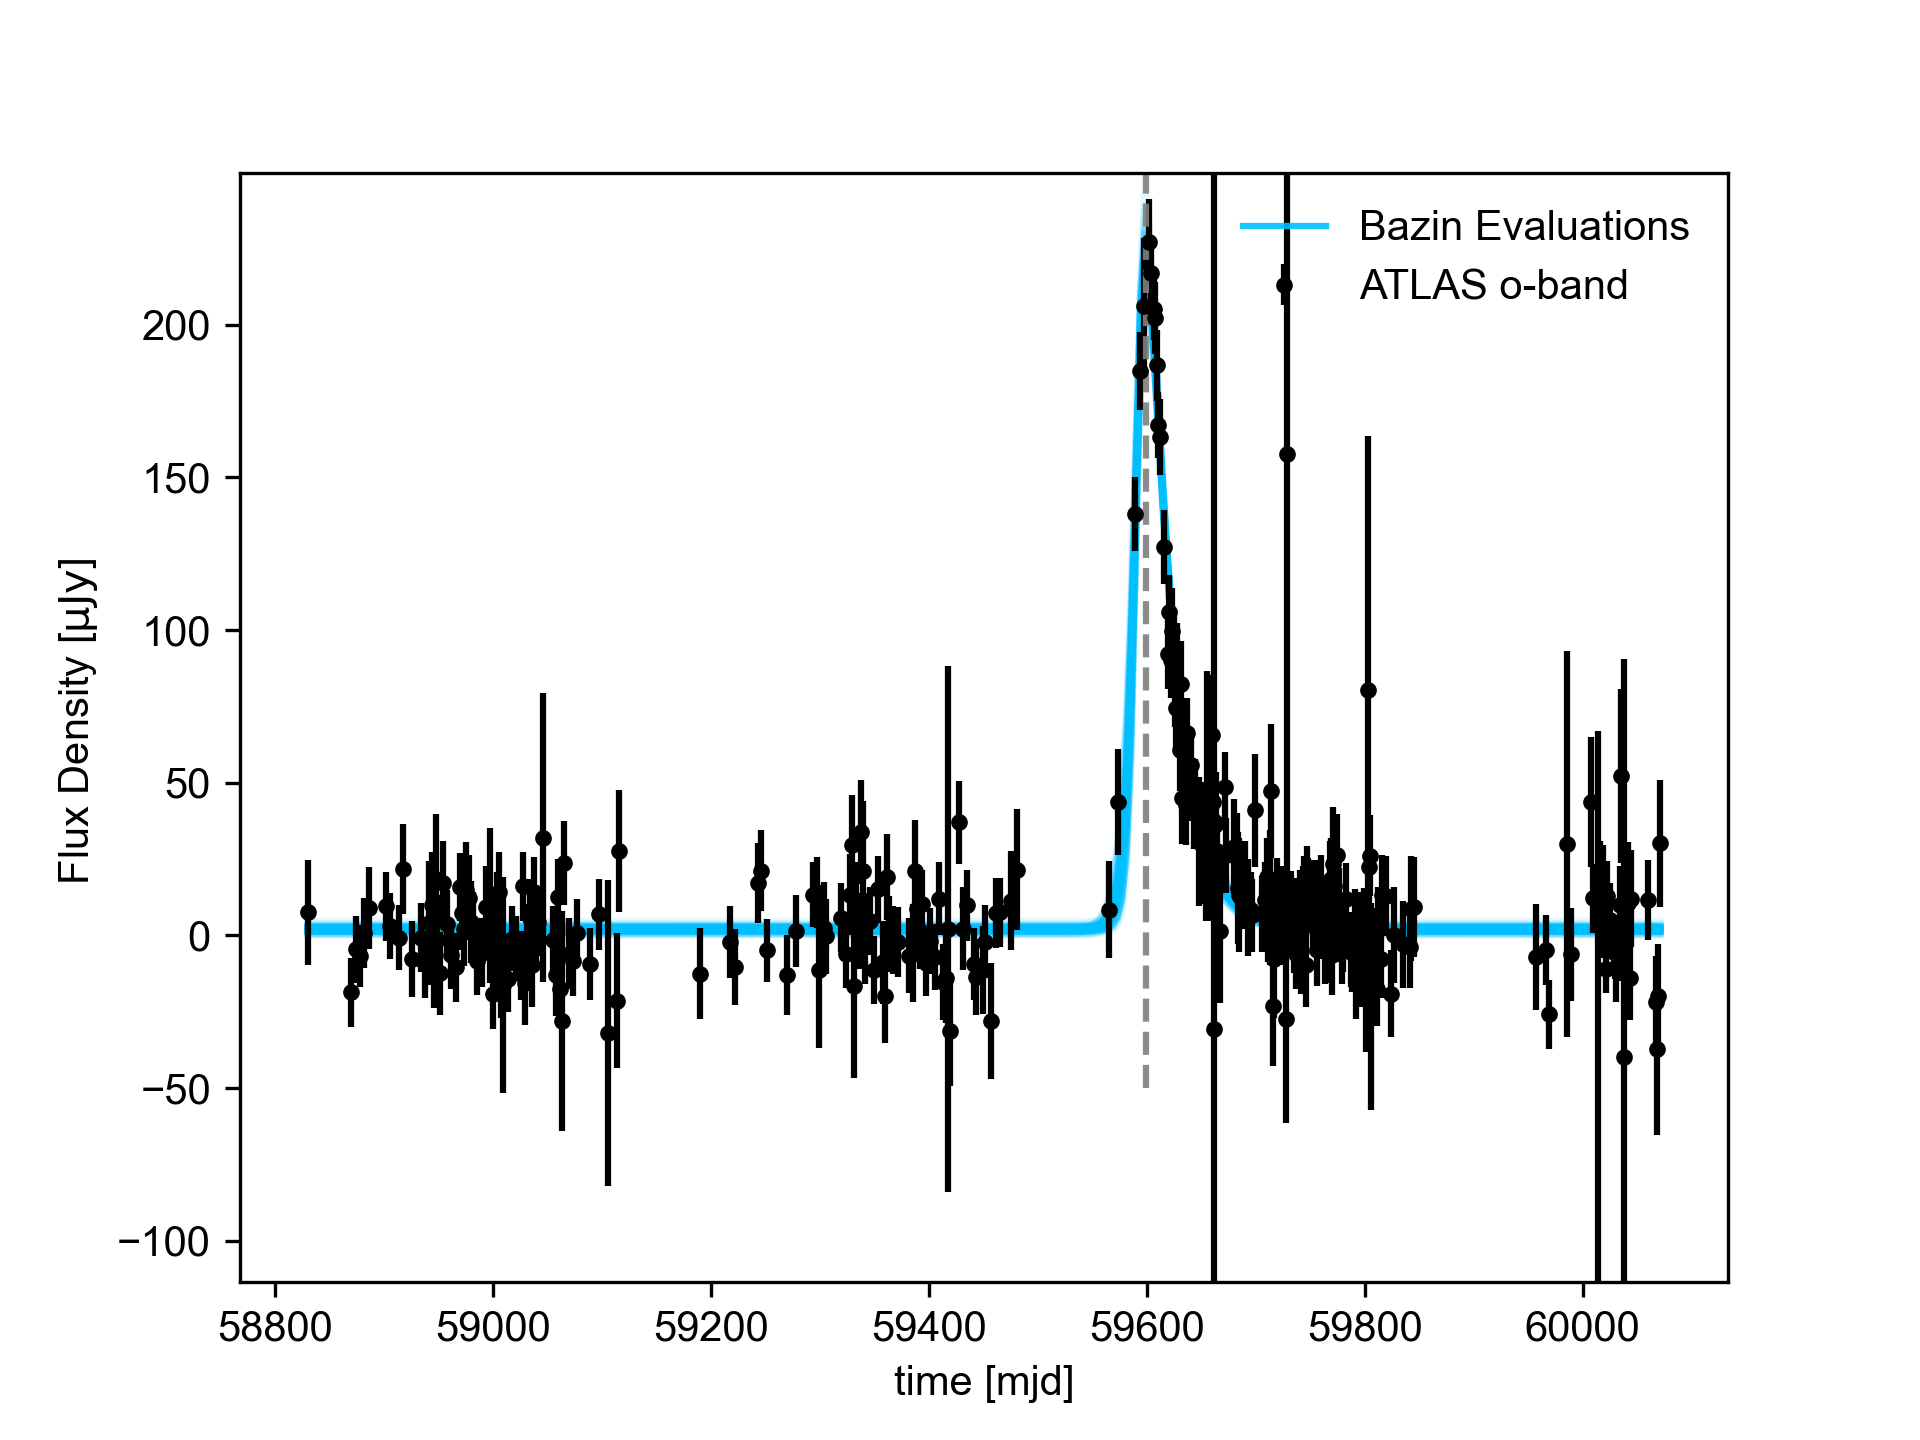 Bazin Evaluations
ATLAS o-band
200
150
100
50
0
−50
−100
Flux Density [µJy]
58800 59000 59200 59400 59600 59800 60000
time [mjd]